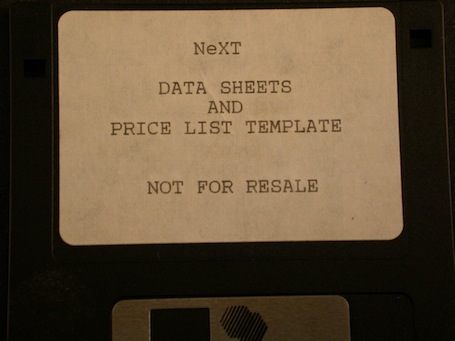 NeXT
DATA SHEETS
AND
PRICE LIST TEMPLATE
NOT FOR RESALE